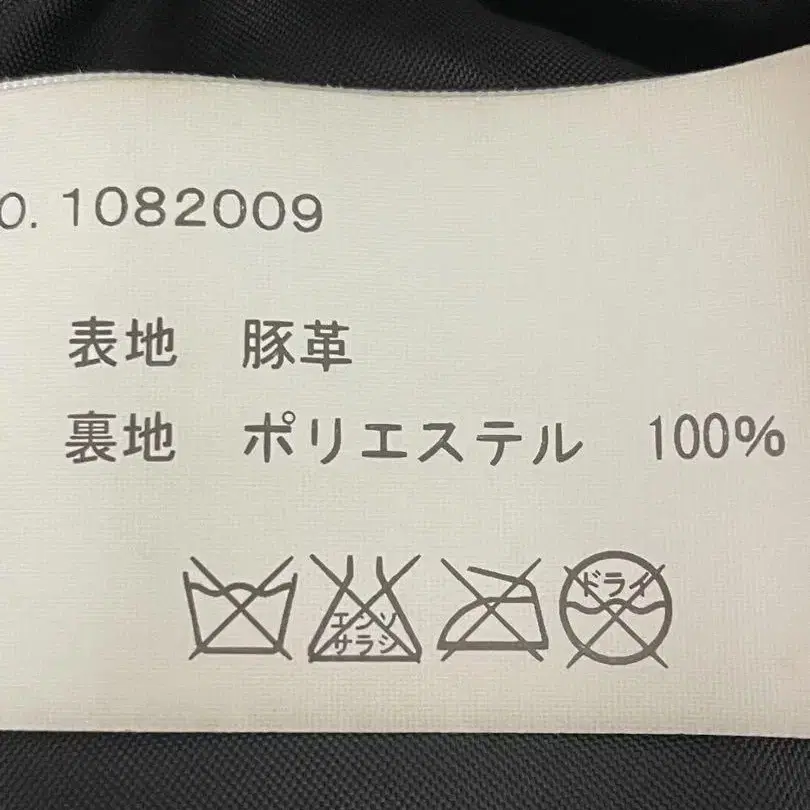 O. 1082009
表地 豚革
裏地 ポリエステル 100%
エンソ
サラシ
ドライ